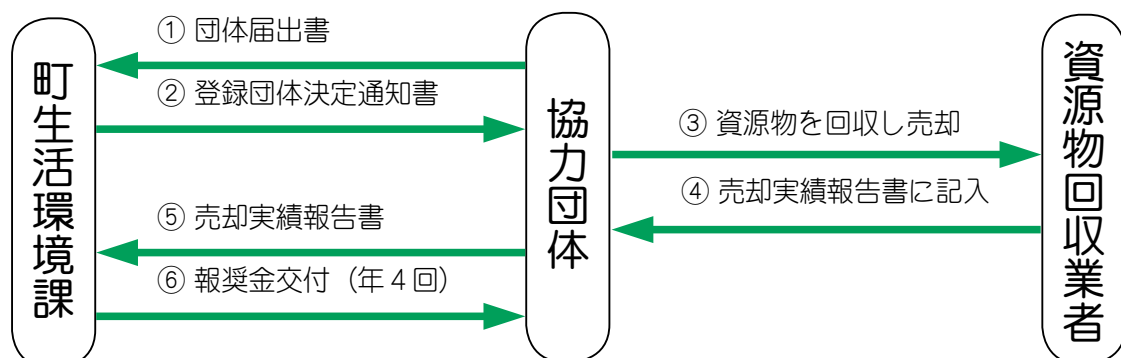 町生活環境課
① 団体届出書
② 登録団体決定通知書
⑤ 売却実績報告書
⑥ 報奨金交付（年４回）
協力団体
③ 資源物を回収し売却
④ 売却実績報告書に記入
資源物回収業者